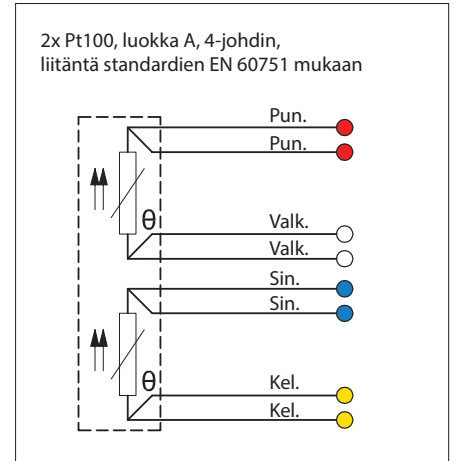 2x Pt100, luokka A, 4-johdin,
liitäntä standardien EN 60751 mukaan
Pun.
Pun.
θ
Valk.
Valk.
Sin.
Sin.
θ
Kel.
Kel.